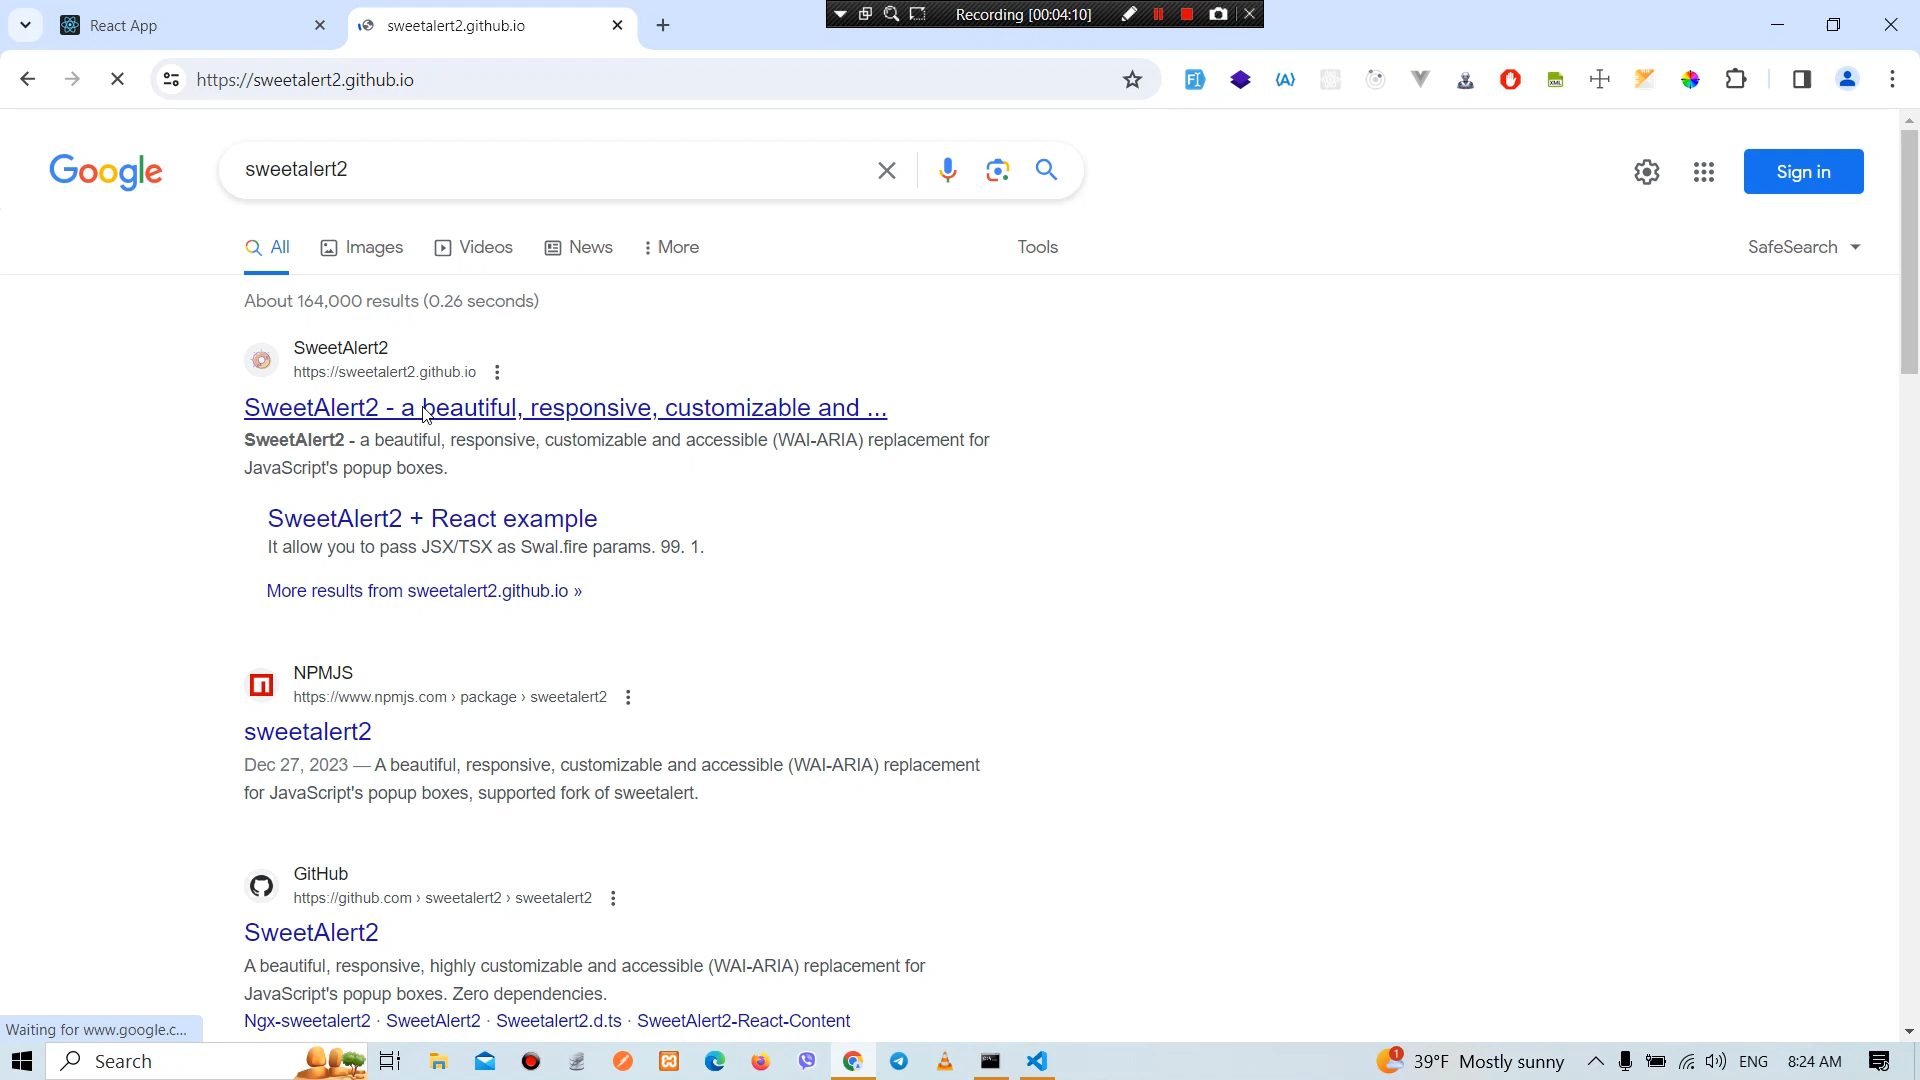 React App
sweetalert2.github.io
Recording [00:04:10]
https://sweetalert2.github.io
Google
sweetalert2
Sign in
All
Images
Videos
News
More
Tools
SafeSearch
About 164,000 results (0.26 seconds)
SweetAlert2
https://sweetalert2.github.io
SweetAlert2 - a beautiful, responsive, customizable and ...
SweetAlert2 - a beautiful, responsive, customizable and accessible (WAI-ARIA) replacement for
JavaScript's popup boxes.
SweetAlert2 + React example
It allow you to pass JSX/TSX as Swal.fire params. 99. 1.
More results from sweetalert2.github.io »
NPMJS
https://www.npmjs.com › package › sweetalert2
sweetalert2
Dec 27, 2023 — A beautiful, responsive, customizable and accessible (WAI-ARIA) replacement
for JavaScript's popup boxes, supported fork of sweetalert.
GitHub
https://github.com › sweetalert2 › sweetalert2
SweetAlert2
A beautiful, responsive, highly customizable and accessible (WAI-ARIA) replacement for
JavaScript's popup boxes. Zero dependencies.
Ngx-sweetalert2 · SweetAlert2 · Sweetalert2.d.ts · SweetAlert2-React-Content
Waiting for www.google.c...
Search
1
39°F Mostly sunny
ENG
8:24 AM